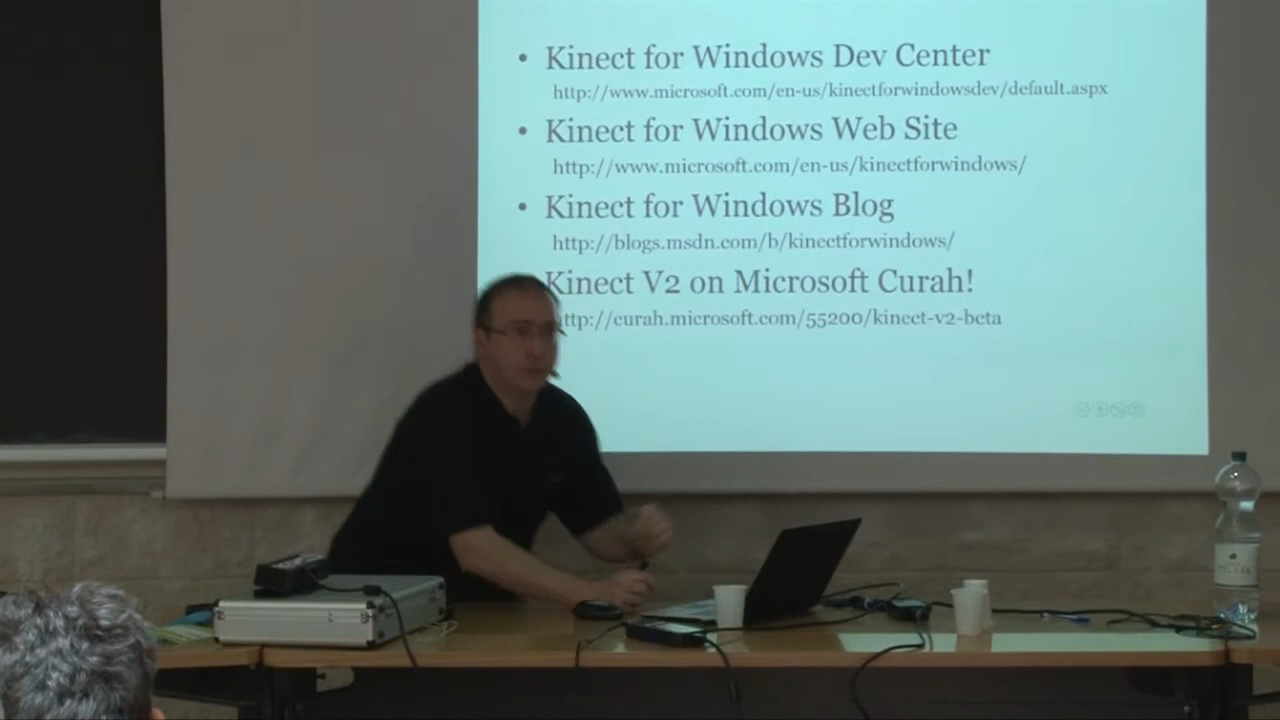 • Kinect for Windows Dev Center
http://www.microsoft.com/en-us/kinectforwindowsdev/default.aspx
• Kinect for Windows Web Site
http://www.microsoft.com/en-us/kinectforwindows/
• Kinect for Windows Blog
http://blogs.msdn.com/b/kinectforwindows/
Kinect V2 on Microsoft Curah!
ttp://curah.microsoft.com/55200/kinect-v2-beta